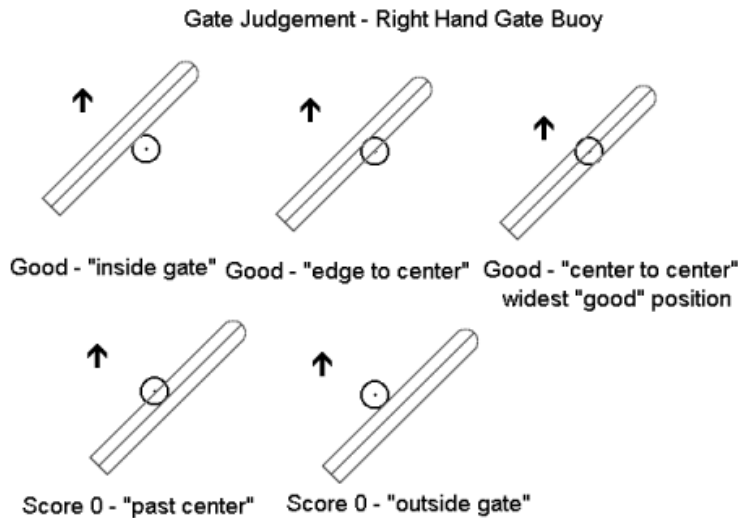 Gate Judgement - Right Hand Gate Buoy
Good - "inside gate"
Good - "edge to center"
Good - "center to center"
widest "good" position
Score 0 - "past center"
Score 0 - "outside gate"